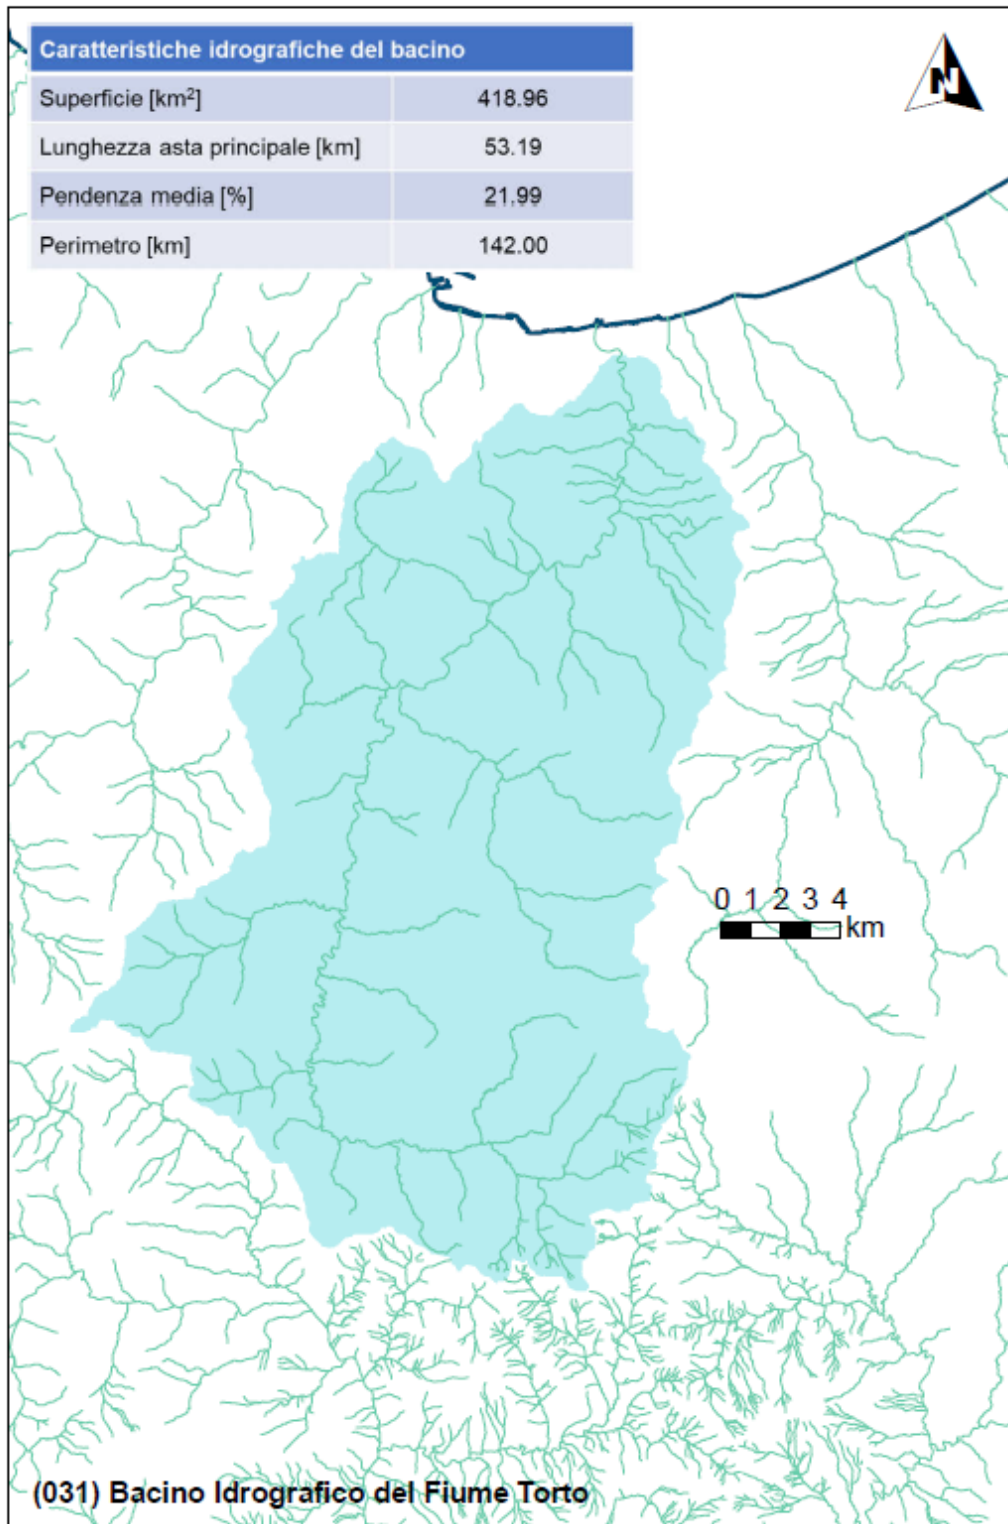 Caratteristiche idrografiche del bacino
Superficie [km²] 418.96
Lunghezza asta principale [km] 53.19
Pendenza media [%] 21.99
Perimetro [km] 142.00
N
0 1 2 3 4
km
(031) Bacino Idrografico del Fiume Torto